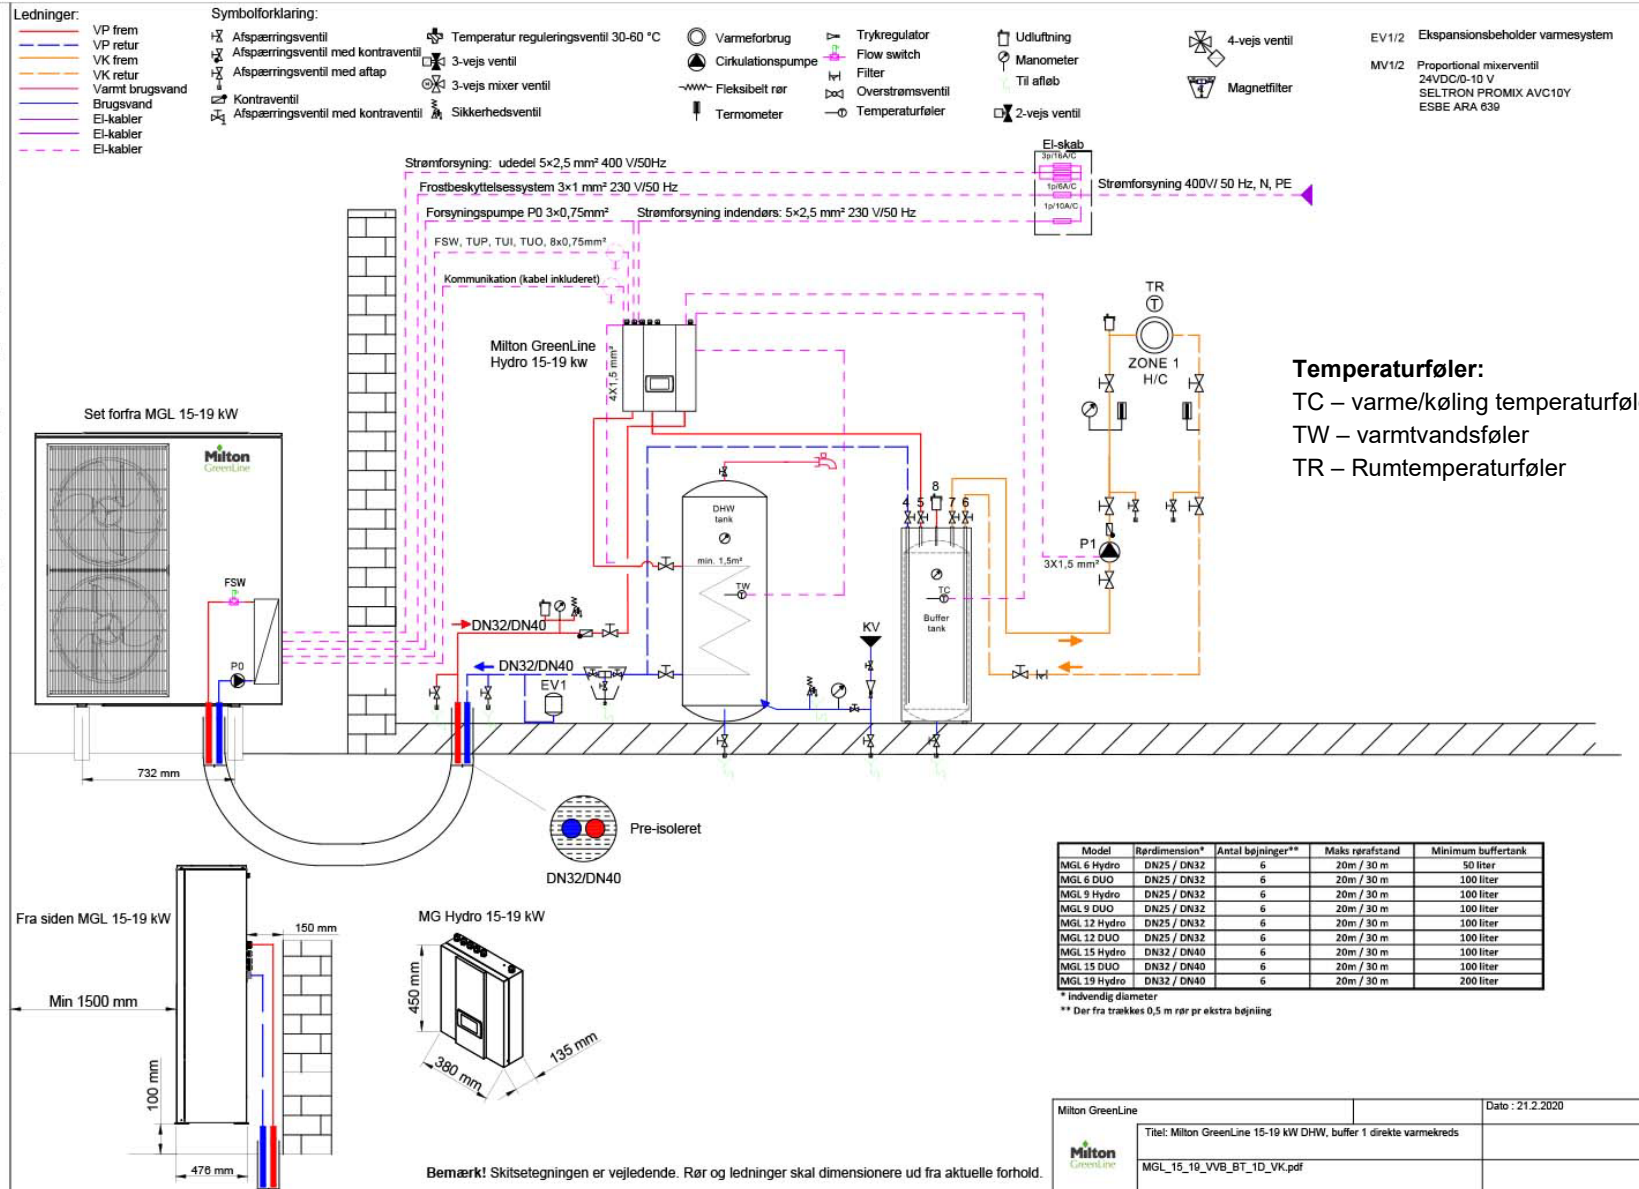 Ledninger:
VP frem
VP retur
VK frem
VK retur
Varmt brugsvand
Brugsvand
El-kabler
El-kabler
El-kabler
Symbolforklaring:
Afspærringsventil
Afspærringsventil med kontraventil
Afspærringsventil med aftap
Kontraventil
Afspærringsventil med kontraventil
Temperatur reguleringsventil 30-60 °C
3-vejs ventil
3-vejs mixer ventil
Sikkerhedsventil
Varmeforbrug
Cirkulationspumpe
Fleksibelt rør
Termometer
Trykregulator
Flow switch
Filter
Overstrømsventil
Temperaturføler
Udluftning
Manometer
Til afløb
2-vejs ventil
4-vejs ventil
Magnetfilter
EV1/2 Ekspansionsbeholder varmesystem
MV1/2 Proportional mixerventil
24VDC/0-10 V
SELTRON PROMIX AVC10Y
ESBE ARA 639
El-skab
3p/16A/C
1p/6A/C
1p/10A/C
Strømforsyning 400V/ 50 Hz, N, PE
Strømforsyning: udedel 5×2,5 mm² 400 V/50Hz
Frostbeskyttelsessystem 3×1 mm² 230 V/50 Hz
Forsyningspumpe P0 3×0,75mm²
Strømforsyning indendørs: 5×2,5 mm² 230 V/50 Hz
FSW, TUP, TUI, TUO, 8x0,75mm²
Kommunikation (kabel inkluderet)
Milton GreenLine
Hydro 15-19 kw
4X1,5 mm²
TR
T
ZONE 1
H/C
Temperaturføler:
TC – varme/køling temperaturføl
TW – varmtvandsføler
TR – Rumtemperaturføler
Set forfra MGL 15-19 kW
Milton
GreenLine
FSW
P0
732 mm
DHW
tank
min. 1,5m²
TW
4 5 8 7 6
TC
Buffer
tank
P1
3X1,5 mm²
DN32/DN40
DN32/DN40
EV1
KV
Pre-isoleret
DN32/DN40
Fra siden MGL 15-19 kW
150 mm
Min 1500 mm
100 mm
476 mm
MG Hydro 15-19 kW
450 mm
380 mm
135 mm
Model Rørdimension* Antal bøjninger** Maks rørafstand Minimum buffertank
MGL 6 Hydro DN25 / DN32 6 20m / 30 m 50 liter
MGL 6 DUO DN25 / DN32 6 20m / 30 m 100 liter
MGL 9 Hydro DN25 / DN32 6 20m / 30 m 100 liter
MGL 9 DUO DN25 / DN32 6 20m / 30 m 100 liter
MGL 12 Hydro DN25 / DN32 6 20m / 30 m 100 liter
MGL 12 DUO DN25 / DN32 6 20m / 30 m 100 liter
MGL 15 Hydro DN32 / DN40 6 20m / 30 m 100 liter
MGL 15 DUO DN32 / DN40 6 20m / 30 m 100 liter
MGL 19 Hydro DN32 / DN40 6 20m / 30 m 200 liter
* indvendig diameter
** Der fra trækkes 0,5 m rør pr ekstra bøjniing
Bemærk! Skitsetegningen er vejledende. Rør og ledninger skal dimensionere ud fra aktuelle forhold.
Milton GreenLine
Dato : 21.2.2020
Milton
GreenLine
Titel: Milton GreenLine 15-19 kW DHW, buffer 1 direkte varmekreds
MGL_15_19_VVB_BT_1D_VK.pdf